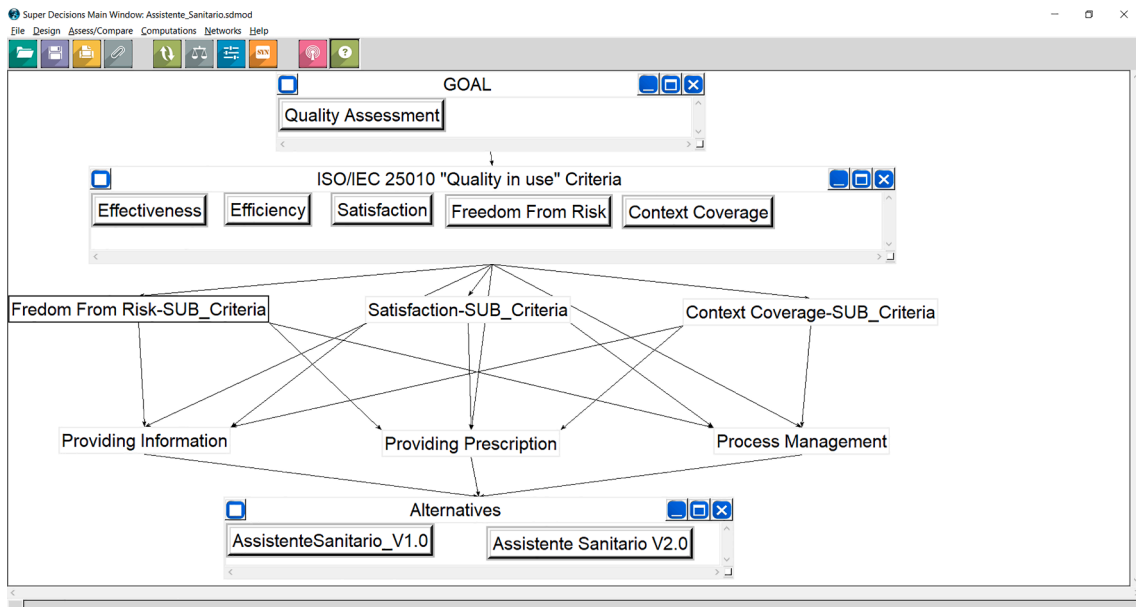 Super Decisions Main Window: Assistente_Sanitario.sdmod
File Design Assess/Compare Computations Networks Help
SYN
GOAL
Quality Assessment
ISO/IEC 25010 "Quality in use" Criteria
Effectiveness Efficiency Satisfaction Freedom From Risk Context Coverage
Fredom From Risk-SUB_Criteria Satisfaction-SUB_Criteria Context Coverage-SUB_Criteria
Providing Information Providing Prescription Process Management
Alternatives
AssistenteSanitario_V1.0 Assistente Sanitario V2.0